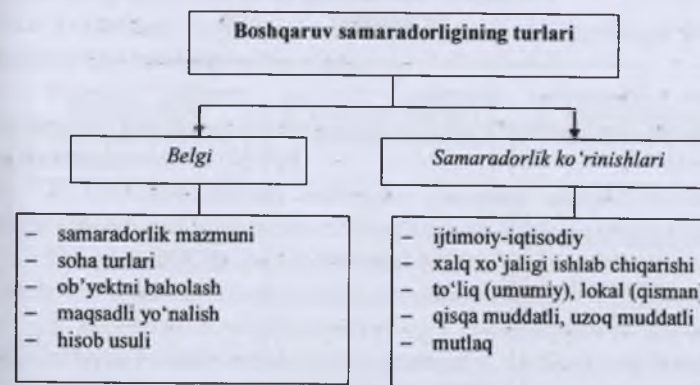 Boshqaruv samaradorligining turlari
Belgi
Samaradorlik ko‘rinishlari
– samaradorlik mazmuni
– soha turlari
– ob’yektni baholash
– maqsadli yo‘nalish
– hisob usuli
– ijtimoiy-iqtisodiy
– xalq xo‘jaligi ishlab chiqarishi
– to‘liq (umumiy), lokal (qisman)
– qisqa muddatli, uzoq muddatli
– mutlaq